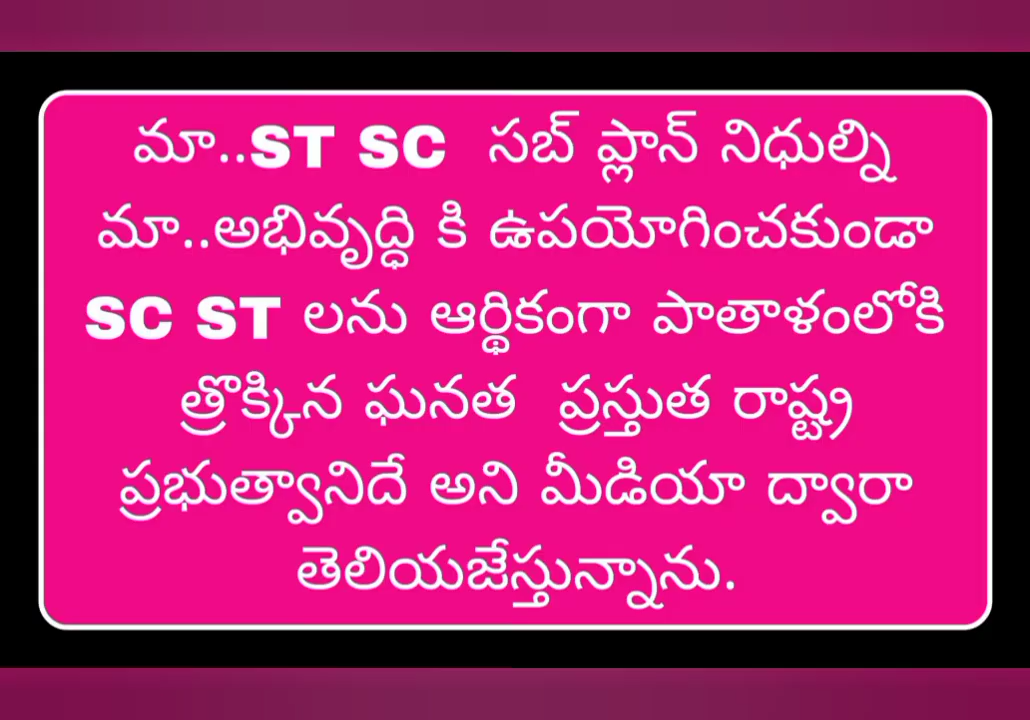 మా..ST SC సబ్ ప్లాన్ నిధుల్ని
మా..అభివృద్ధి కి ఉపయోగించకుండా
SC ST లను ఆర్థికంగా పాతాళంలోకి
త్రొక్కిన ఘనత ప్రస్తుత రాష్ట్ర
ప్రభుత్వానిదే అని మీడియా ద్వారా
తెలియజేస్తున్నాను.